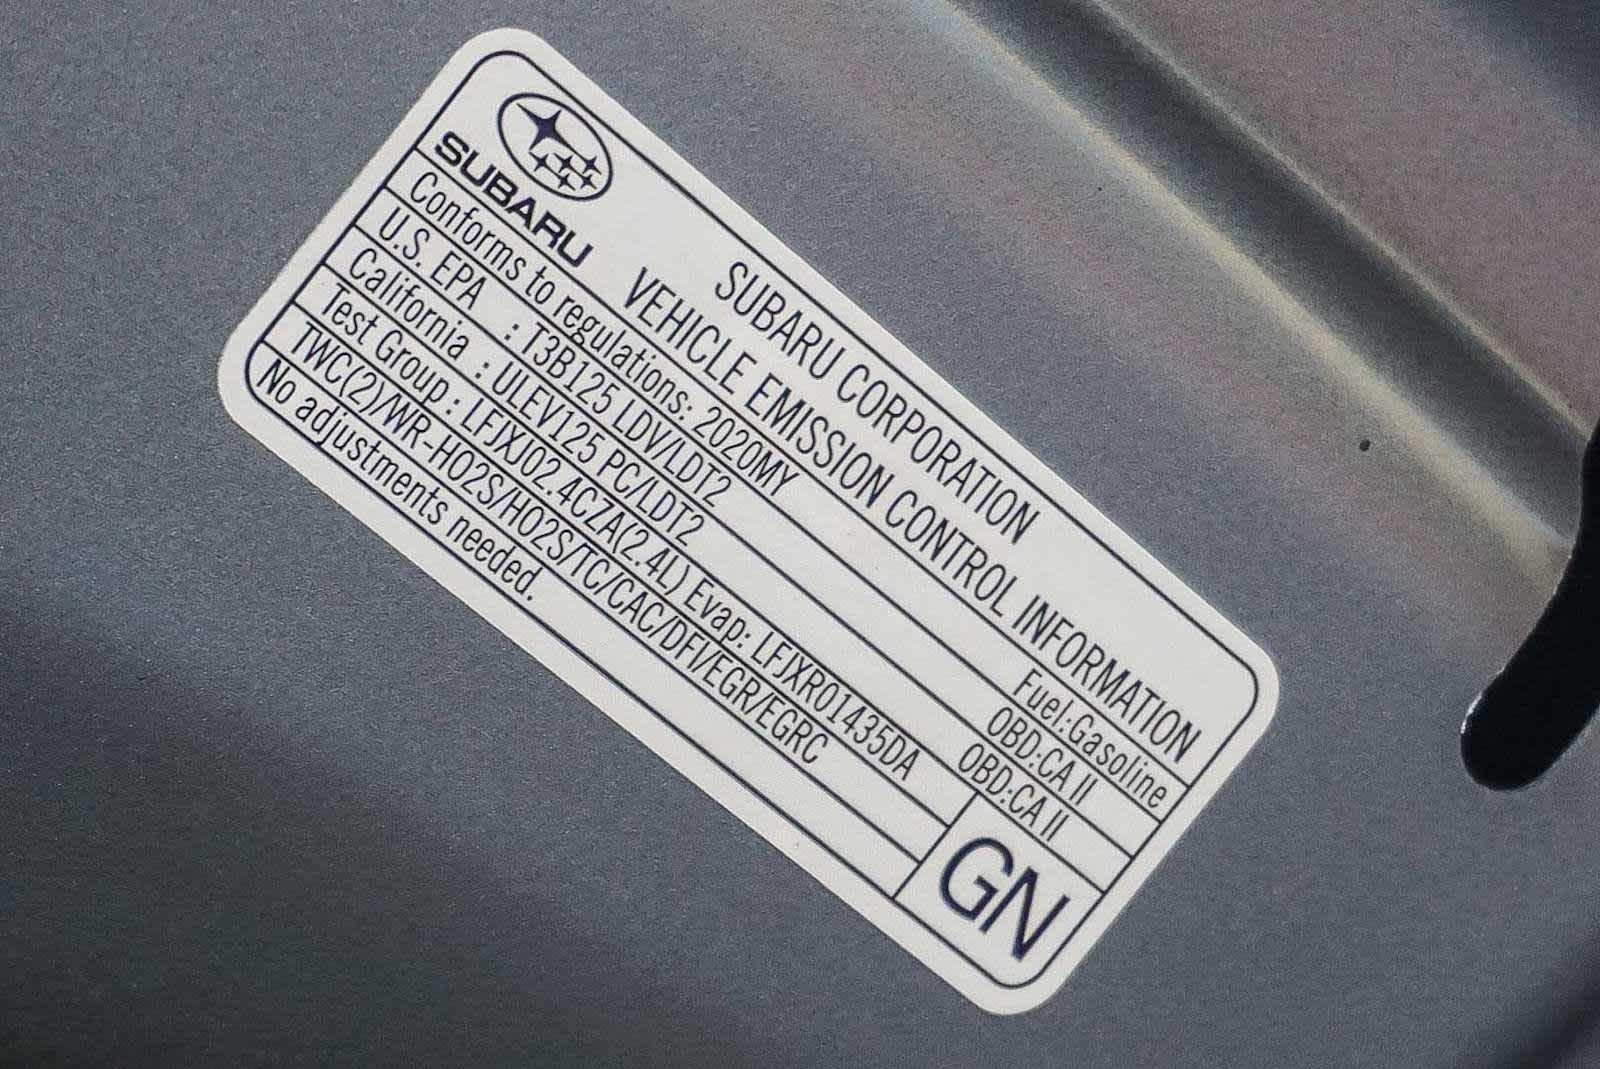 SUBARU
SUBARU CORPORATION
VEHICLE EMISSION CONTROL INFORMATION
Conforms to regulations: 2020MY Fuel:Gasoline
U.S. EPA : T3B125 LDV/LDT2 OBD:CA II
California : ULEV125 PC/LDT2 OBD:CA II
Test Group : LFJXJ02.4CZA(2.4L) Evap: LFJXR01435DA
TWC(2)/WR-HO2S/HO2S/TC/CAC/DFI/EGR/EGRC
No adjustments needed.
GN